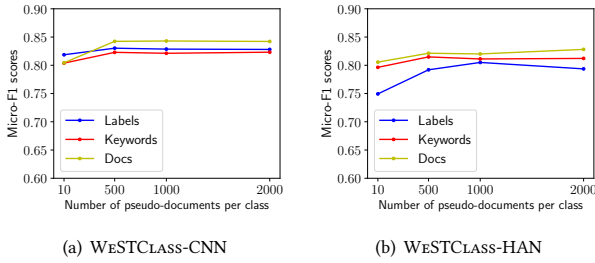 0.90
0.85
0.80
0.75
0.70
0.65
0.60
Micro-F1 scores
Labels
Keywords
Docs
10 500 1000 2000
Number of pseudo-documents per class
(a) WESTCLASS-CNN
0.90
0.85
0.80
0.75
0.70
0.65
0.60
Micro-F1 scores
Labels
Keywords
Docs
10 500 1000 2000
Number of pseudo-documents per class
(b) WESTCLASS-HAN